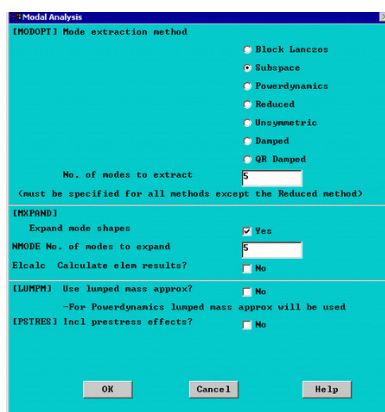 Modal Analysis
[MODOPT] Mode extraction method
Block Lanczos
Subspace
Powerdynamics
Reduced
Unsymmetric
Damped
QR Damped
No. of modes to extract 5
(must be specified for all methods except the Reduced method)
[MXPAND]
Expand mode shapes Yes
NMODE No. of modes to expand 5
Elcalc Calculate elem results? No
[LUMPM] Use lumped mass approx? No
-For Powerdynamics lumped mass approx will be used
[PSTRES] Incl prestress effects? No
OK Cancel Help